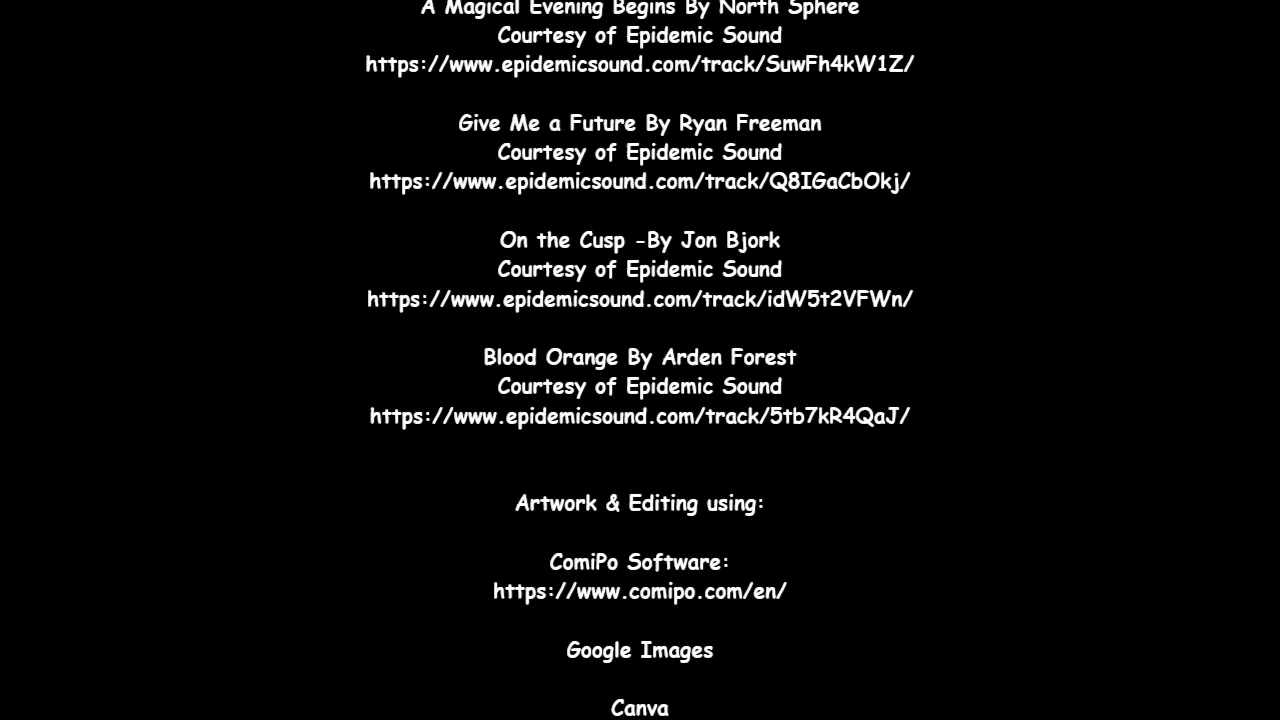 A Magical Evening Begins By North Sphere
Courtesy of Epidemic Sound
https://www.epidemicsound.com/track/SuwFh4kW1Z/
Give Me a Future By Ryan Freeman
Courtesy of Epidemic Sound
https://www.epidemicsound.com/track/Q8IGaCbOkj/
On the Cusp -By Jon Bjork
Courtesy of Epidemic Sound
https://www.epidemicsound.com/track/idW5t2VFWn/
Blood Orange By Arden Forest
Courtesy of Epidemic Sound
https://www.epidemicsound.com/track/5tb7kR4QaJ/
Artwork & Editing using:
ComiPo Software:
https://www.comipo.com/en/
Google Images
Canva